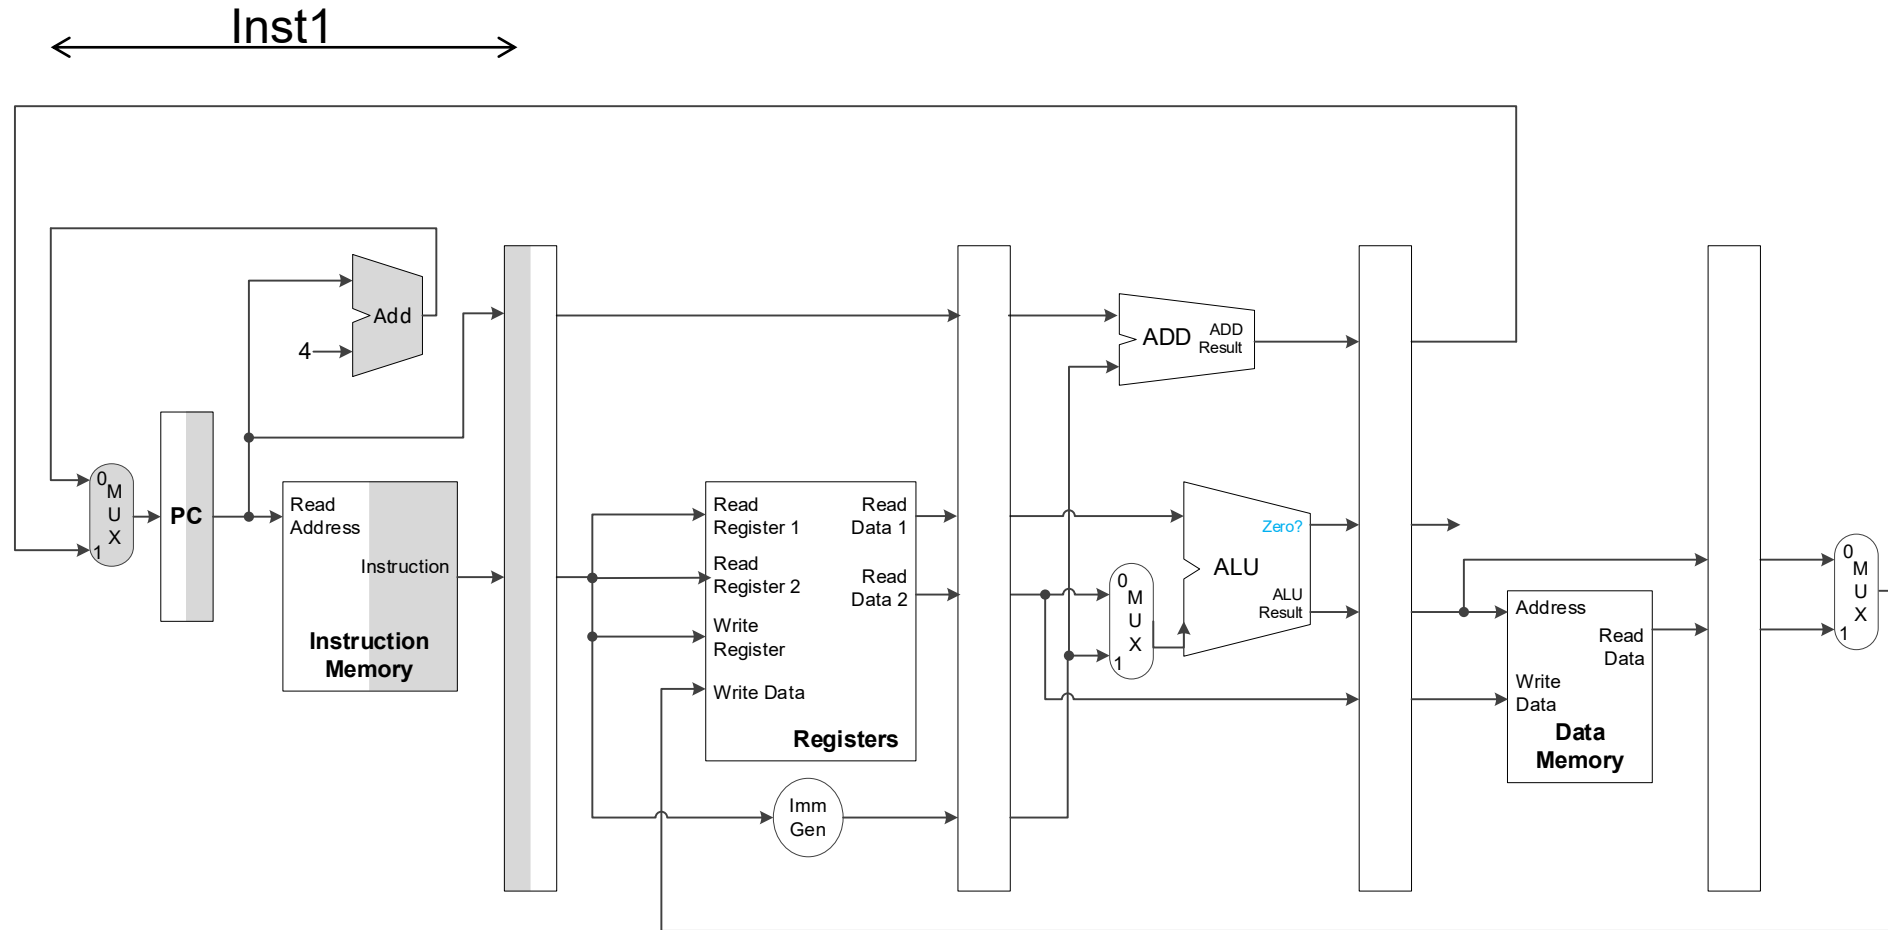 Inst1
Add
4
0
M
U
X
1
PC
Read
Address
Instruction
Instruction
Memory
Read
Register 1
Read
Register 2
Write
Register
Write Data
Read
Data 1
Read
Data 2
Registers
Imm
Gen
ADD
ADD
Result
0
M
U
X
1
Zero?
ALU
ALU
Result
Address
Read
Data
Write
Data
Data
Memory
0
M
U
X
1